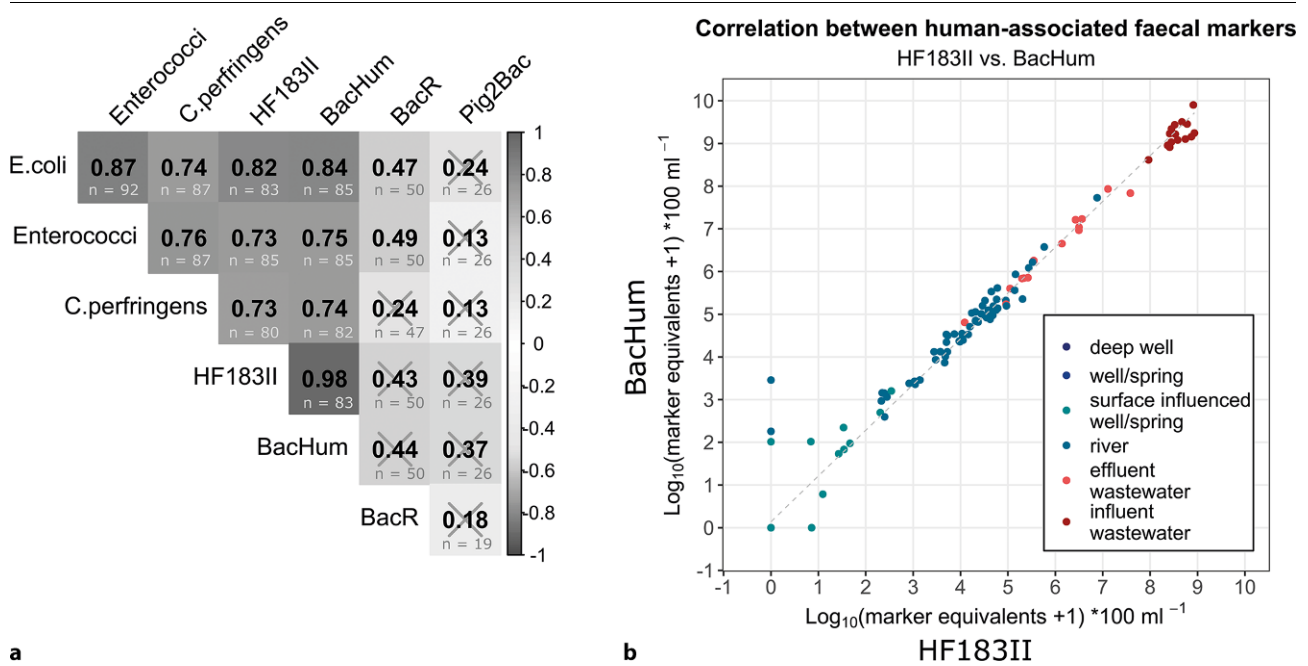 Enterococci
C.perfringens
HF183II
BacHum
BacR
Pig2Bac
E.coli
0.87 0.74 0.82 0.84 0.47 0.24
n = 92 n = 87 n = 83 n = 85 n = 50 n = 26
Enterococci
0.76 0.73 0.75 0.49 0.13
n = 87 n = 85 n = 85 n = 50 n = 26
C.perfringens
0.73 0.74 0.24 0.13
n = 80 n = 82 n = 47 n = 26
HF183II
0.98 0.43 0.39
n = 83 n = 50 n = 26
BacHum
0.44 0.37
n = 50 n = 26
BacR
0.18
n = 19
1
0.8
0.6
0.4
0.2
0
-0.2
-0.4
-0.6
-0.8
-1
a
Correlation between human-associated faecal markers
HF183II vs. BacHum
BacHum
Log10(marker equivalents +1) *100 ml −1
10
9
8
7
6
5
4
3
2
1
0
-1
deep well
well/spring
surface influenced
well/spring
river
effluent
wastewater
influent
wastewater
-1 0 1 2 3 4 5 6 7 8 9 10
Log10(marker equivalents +1) *100 ml −1
HF183II
b